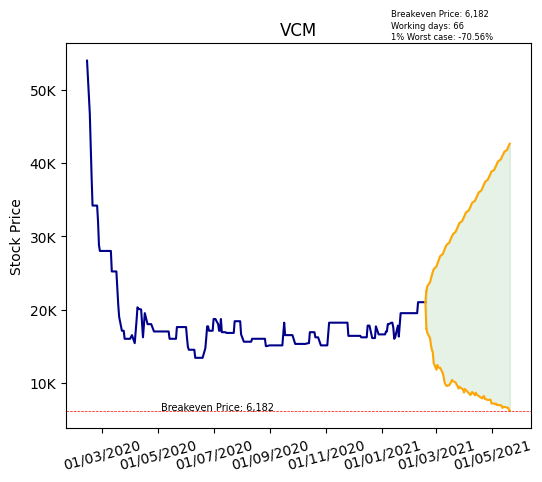 Breakeven Price: 6,182
Working days: 66
1% Worst case: -70.56%
VCM
Stock Price
50K
40K
30K
20K
10K
Breakeven Price: 6,182
01/03/2020
01/05/2020
01/07/2020
01/09/2020
01/11/2020
01/01/2021
01/03/2021
01/05/2021